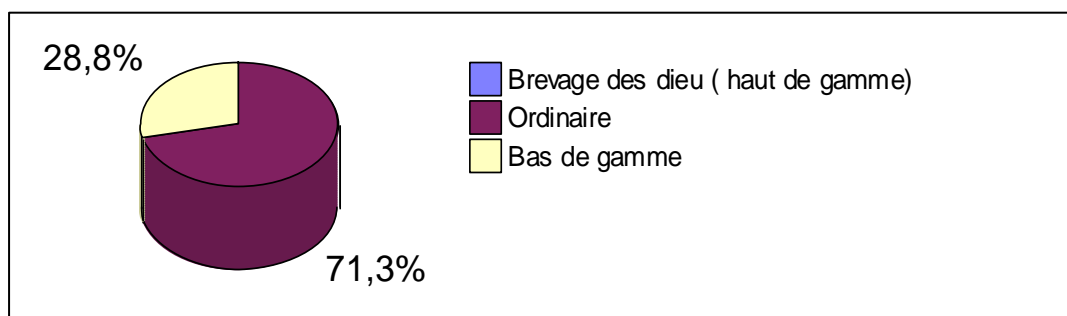 28,8%
Brevage des dieu ( haut de gamme)
Ordinaire
Bas de gamme
71,3%